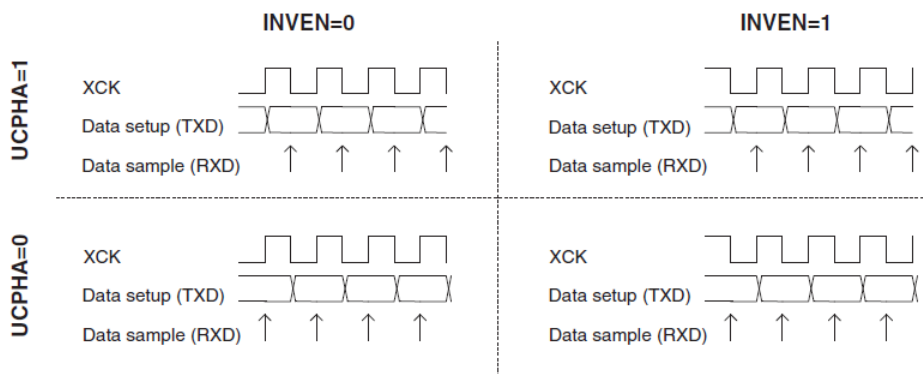 INVEN=0
INVEN=1
UCPHA=1
XCK
Data setup (TXD)
Data sample (RXD)
XCK
Data setup (TXD)
Data sample (RXD)
UCPHA=0
XCK
Data setup (TXD)
Data sample (RXD)
XCK
Data setup (TXD)
Data sample (RXD)